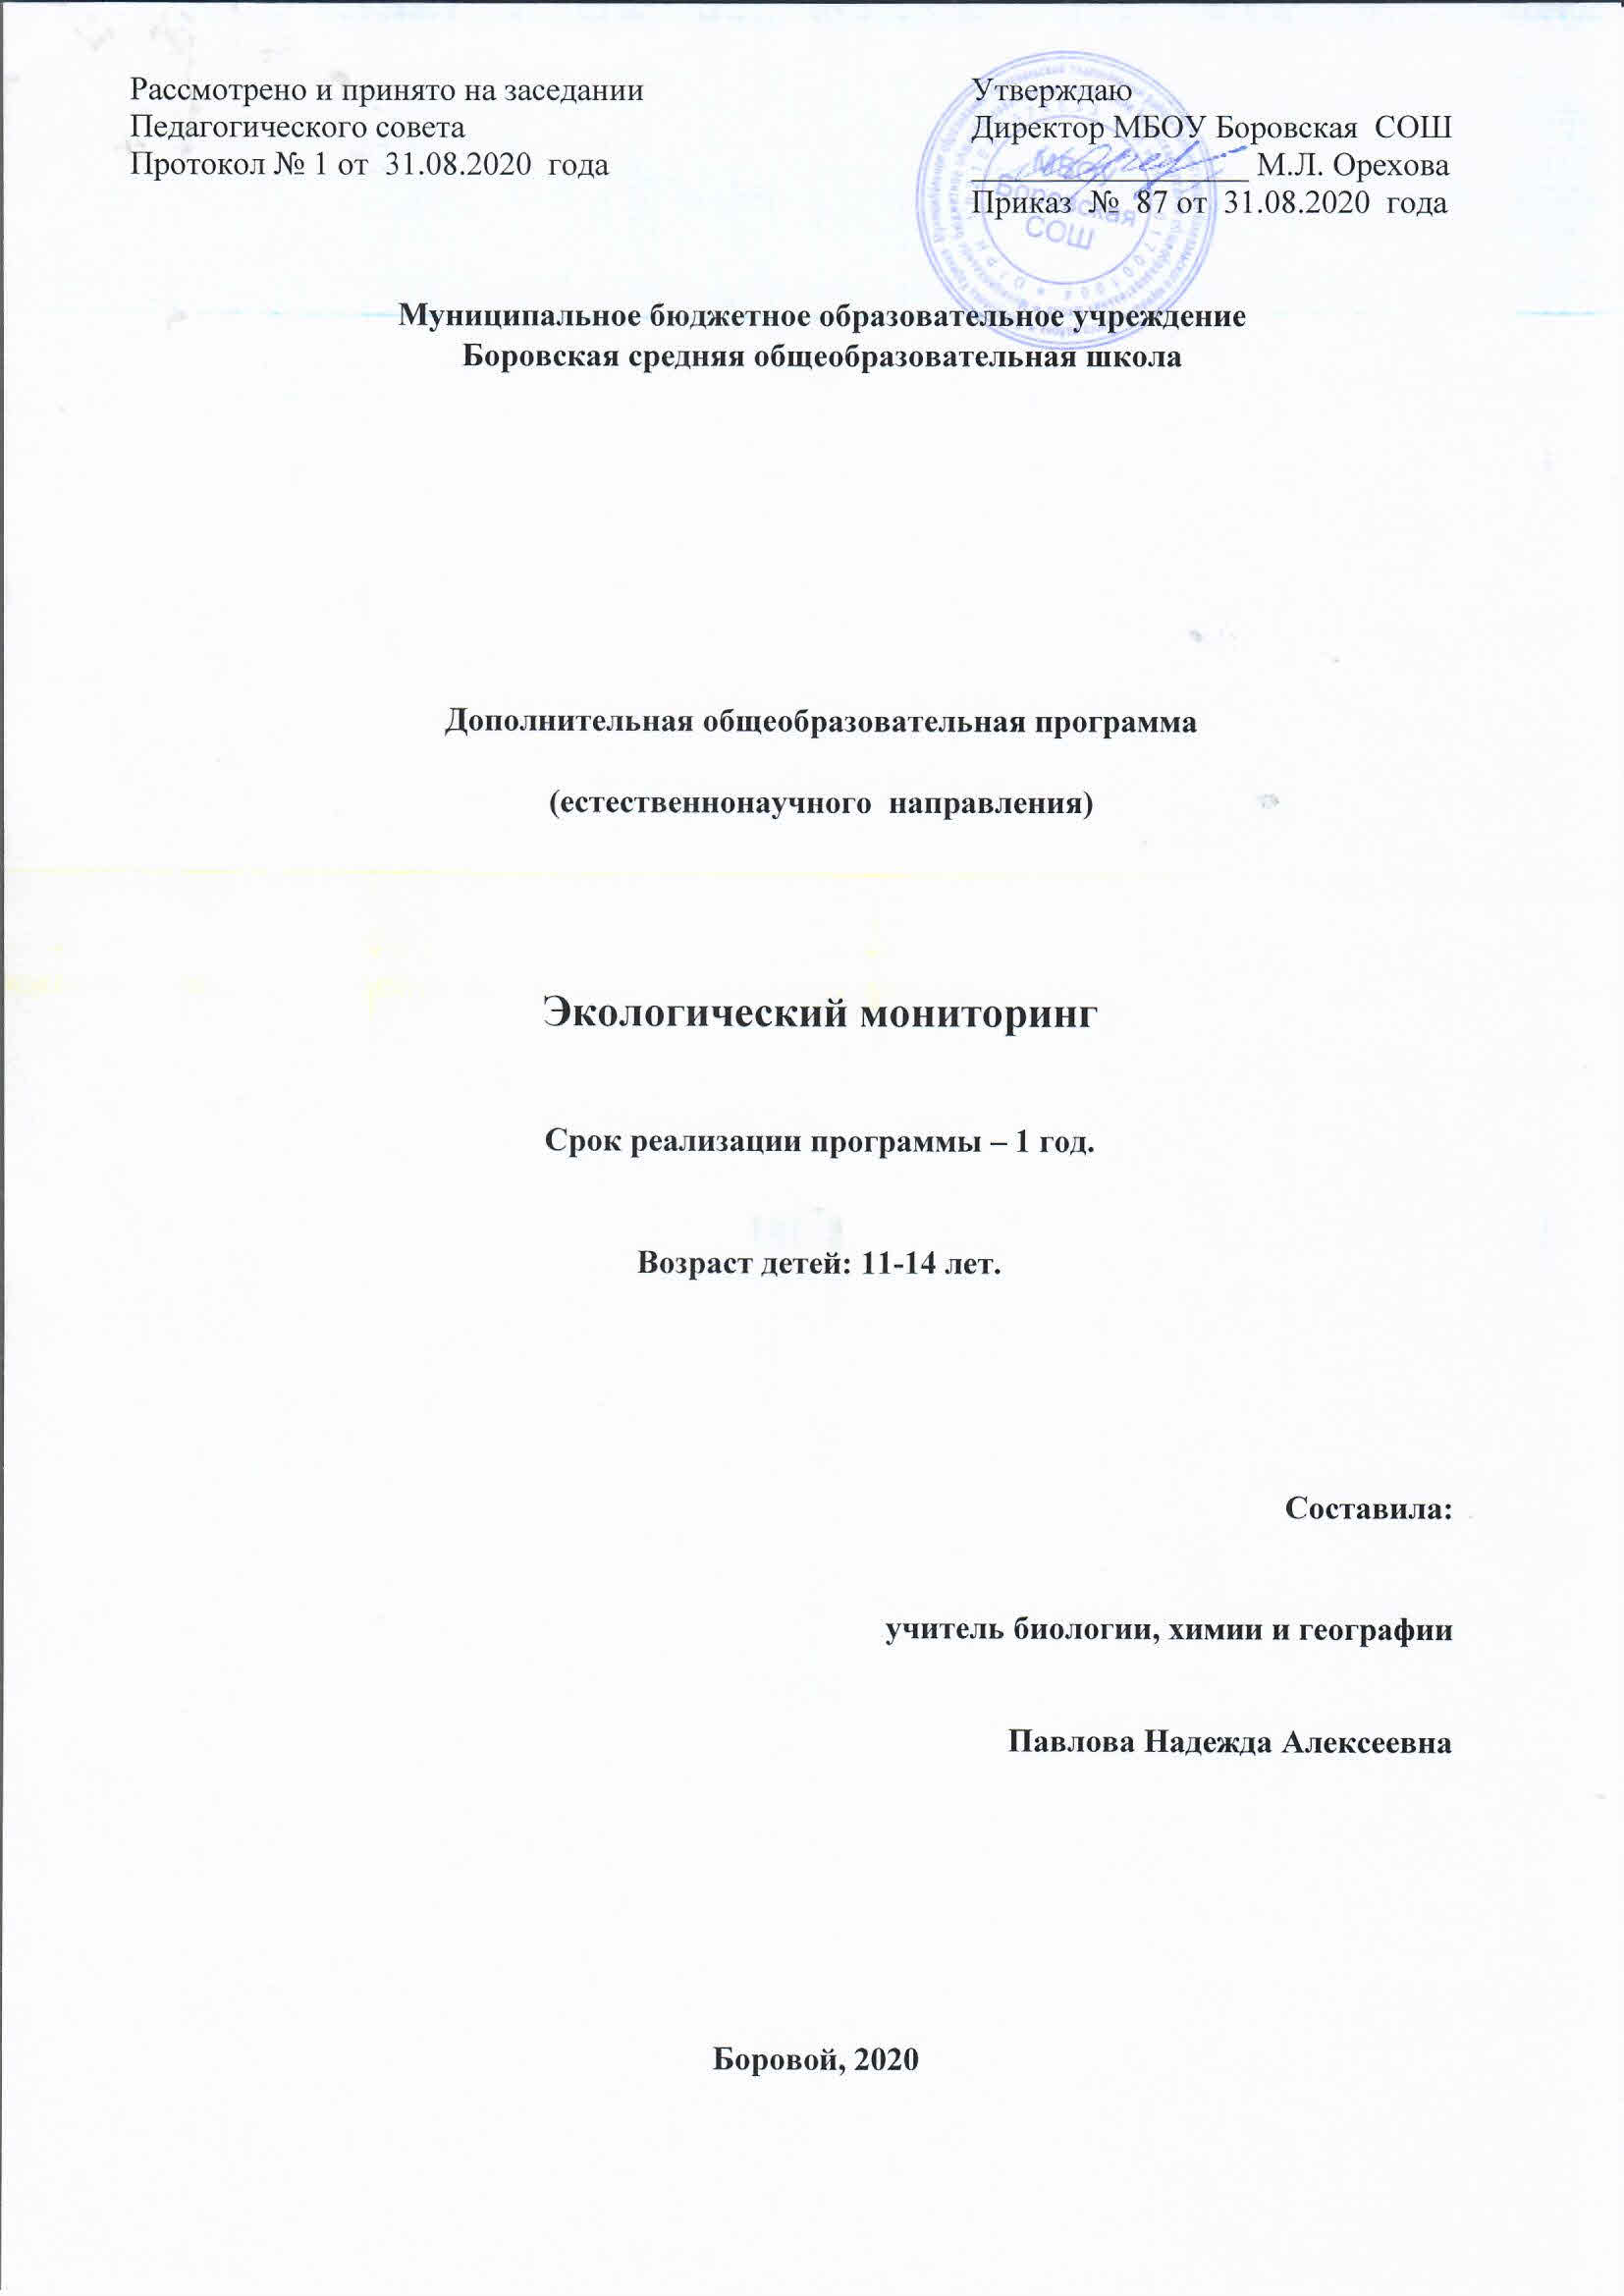 Рассмотрено и принято на заседании
Педагогического совета
Протокол № 1 от 31.08.2020 года
Утверждаю
Директор МБОУ Боровская СОШ
М.Л. Орехова
Приказ № 87 от 31.08.2020 года
МБОУ
Боровская
СОШ
Муниципальное бюджетное образовательное учреждение
Боровская средняя общеобразовательная школа
Дополнительная общеобразовательная программа
(естественнонаучного направления)
Экологический мониторинг
Срок реализации программы – 1 год.
Возраст детей: 11-14 лет.
Составила:
учитель биологии, химии и географии
Павлова Надежда Алексеевна
Боровой, 2020